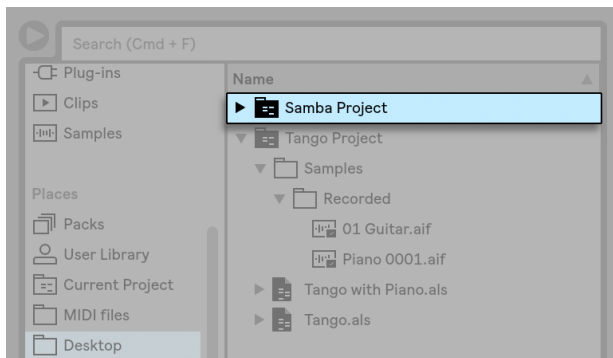 Search (Cmd + F)
Plug-ins
Clips
Samples
Places
Packs
User Library
Current Project
MIDI files
Desktop
Name
Samba Project
Tango Project
Samples
Recorded
01 Guitar.aif
Piano 0001.aif
Tango with Piano.als
Tango.als